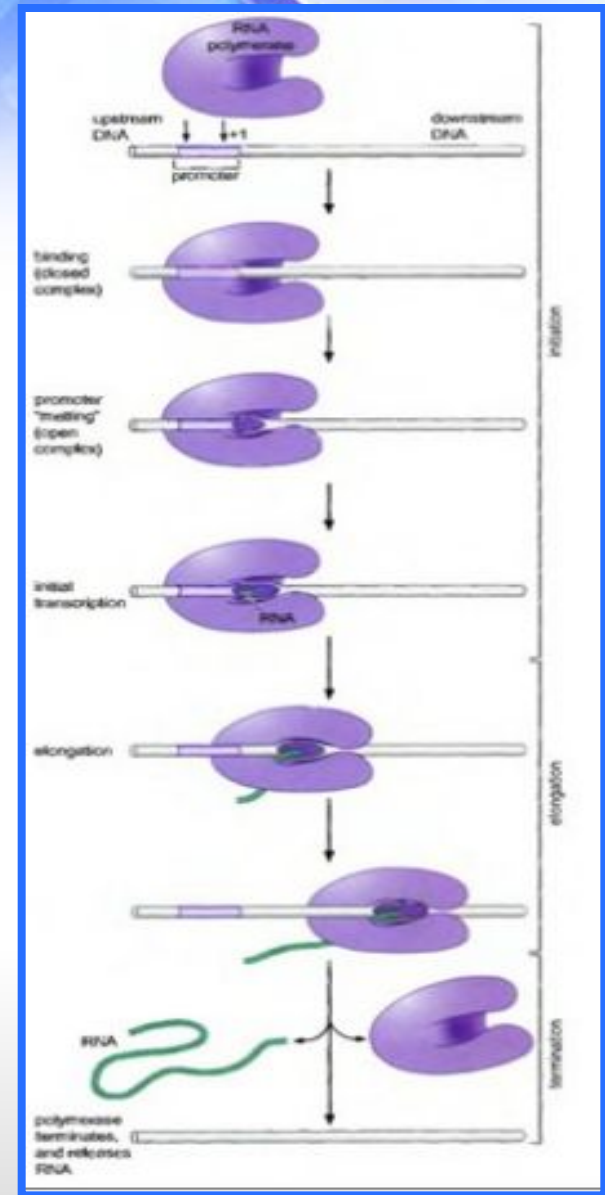 RNA
polymerase
upstream
DNA
+1
downstream
DNA
promoter
binding
(closed
complex)
initiation
promoter
"melting"
(open
complex)
initial
transcription
RNA
elongation
elongation
RNA
termination
polymerase
terminates,
and releases
RNA